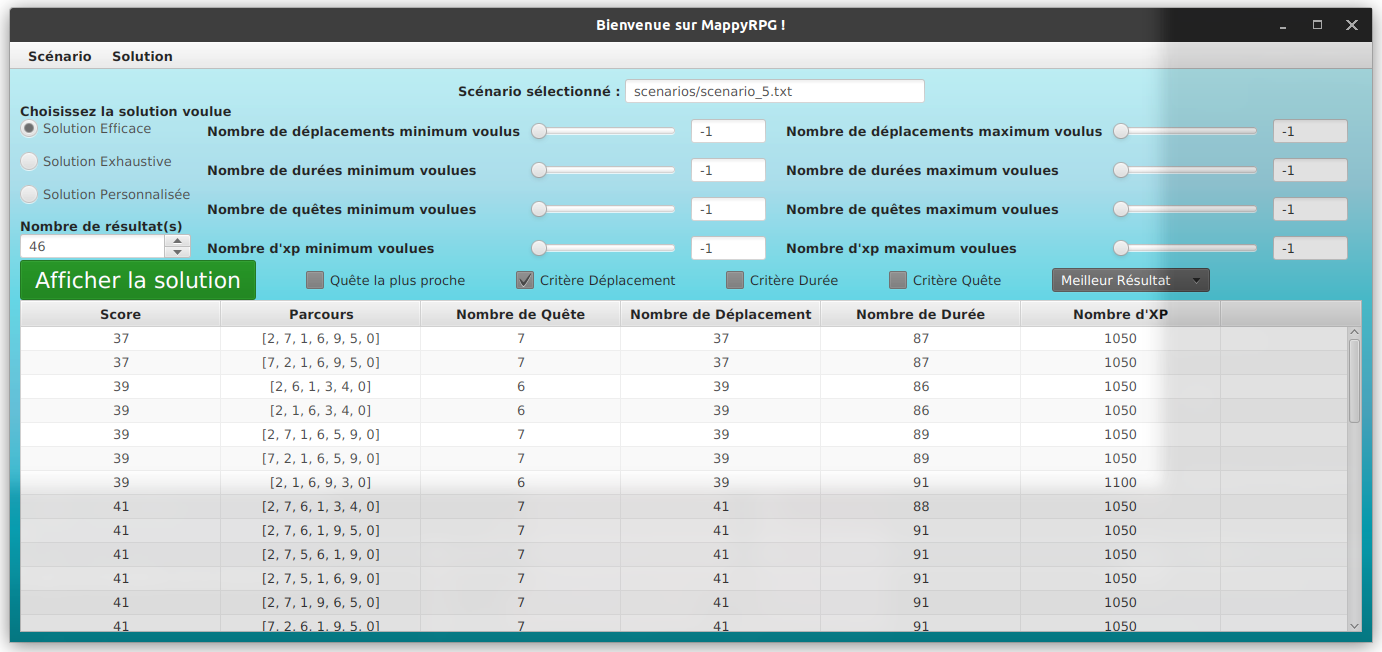 Bienvenue sur MappyRPG !
Scénario Solution
Scénario sélectionné : scenarios/scenario_5.txt
Choisissez la solution voulue
Solution Efficace
Solution Exhaustive
Solution Personnalisée
Nombre de résultat(s)
46
Nombre de déplacements minimum voulus -1 Nombre de déplacements maximum voulus -1
Nombre de durées minimum voulues -1 Nombre de durées maximum voulues -1
Nombre de quêtes minimum voulues -1 Nombre de quêtes maximum voulues -1
Nombre d'xp minimum voulues -1 Nombre d'xp maximum voulues -1
Afficher la solution Quête la plus proche Critère Déplacement Critère Durée Critère Quête Meilleur Résultat
Score Parcours Nombre de Quête Nombre de Déplacement Nombre de Durée Nombre d'XP
37 [2, 7, 1, 6, 9, 5, 0] 7 37 87 1050
37 [7, 2, 1, 6, 9, 5, 0] 7 37 87 1050
39 [2, 6, 1, 3, 4, 0] 6 39 86 1050
39 [2, 1, 6, 3, 4, 0] 6 39 86 1050
39 [2, 7, 1, 6, 5, 9, 0] 7 39 89 1050
39 [7, 2, 1, 6, 5, 9, 0] 7 39 89 1050
39 [2, 1, 6, 9, 3, 0] 6 39 91 1100
41 [2, 7, 6, 1, 3, 4, 0] 7 41 88 1050
41 [2, 7, 6, 1, 9, 5, 0] 7 41 91 1050
41 [2, 7, 5, 6, 1, 9, 0] 7 41 91 1050
41 [2, 7, 5, 1, 6, 9, 0] 7 41 91 1050
41 [2, 7, 1, 9, 6, 5, 0] 7 41 91 1050
41 [7, 2, 6, 1, 9, 5, 0] 7 41 91 1050